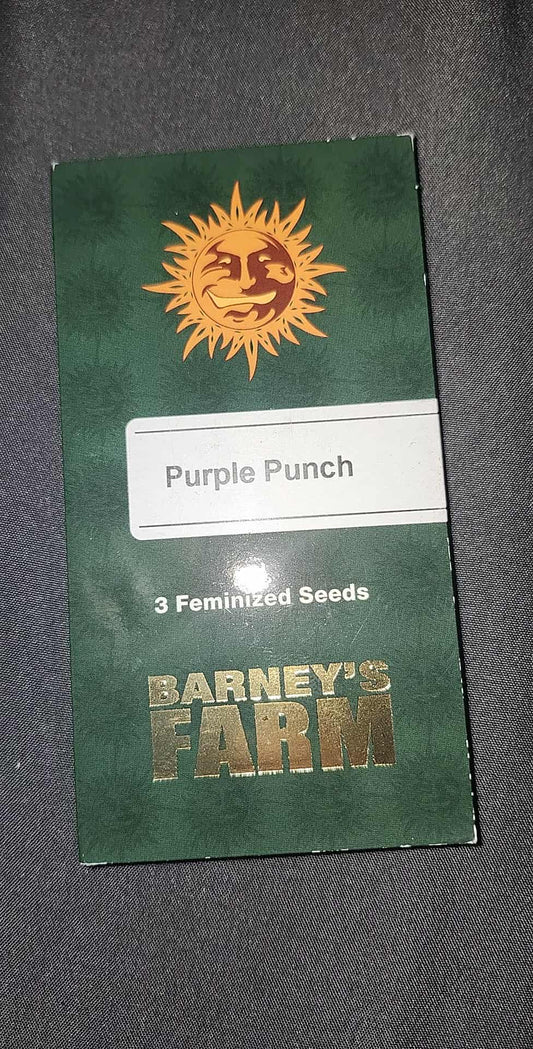 Purple Punch
3 Feminized Seeds
BARNEY'S
FARM